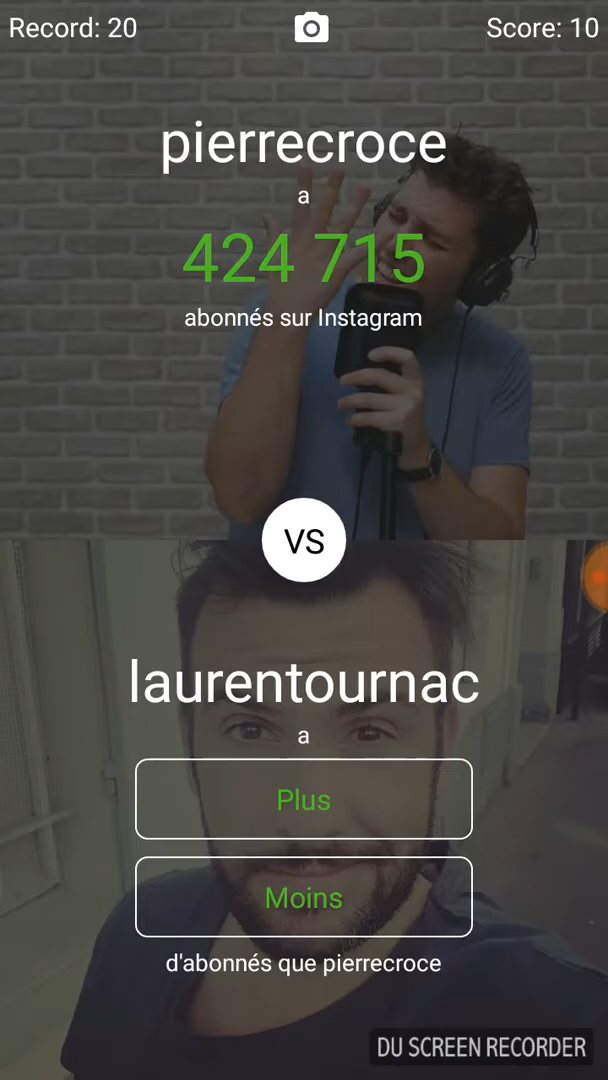 Record: 20
Score: 10
pierrecroce
a
424 715
abonnés sur Instagram
VS
laurentournac
a
Plus
Moins
d'abonnés que pierrecroce
DU SCREEN RECORDER